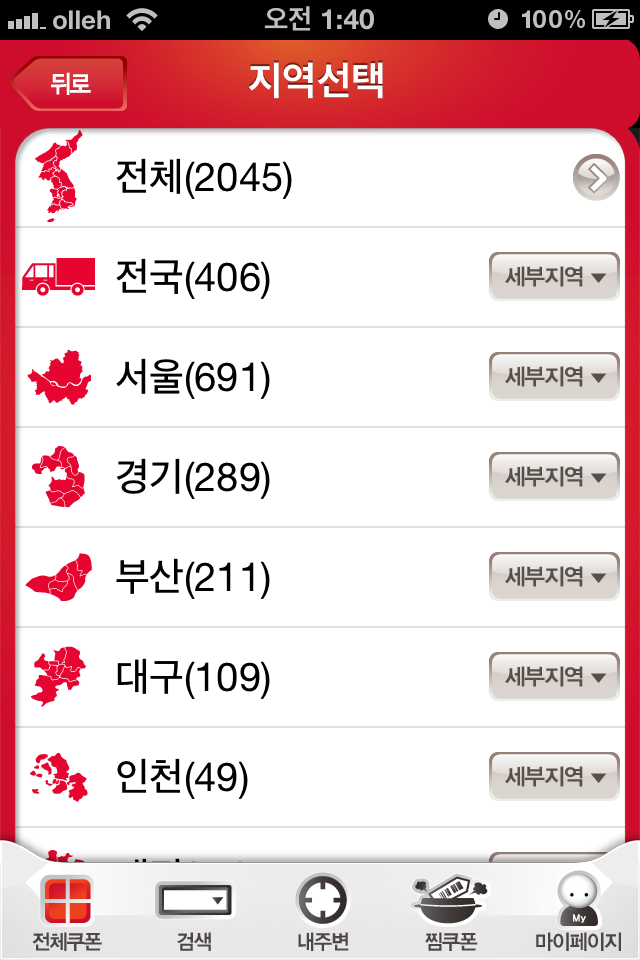 olleh 오전 1:40 100%
뒤로 지역선택
전체(2045)
전국(406) 세부지역
서울(691) 세부지역
경기(289) 세부지역
부산(211) 세부지역
대구(109) 세부지역
인천(49) 세부지역
전체쿠폰 검색 내주변 찜쿠폰 My 마이페이지